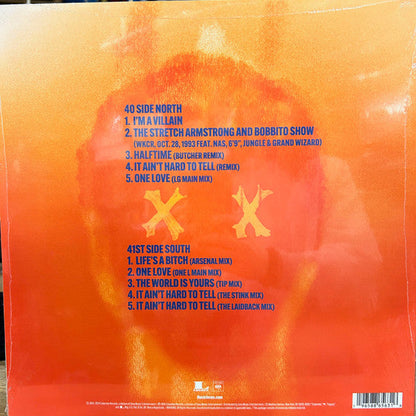 40 SIDE NORTH
1. I'M A VILLAIN
2. THE STRETCH ARMSTRONG AND BOBBITO SHOW
(WKCR, OCT. 28, 1993 FEAT. NAS, 6'9", JUNGLE & GRAND WIZARD)
3. HALFTIME (BUTCHER REMIX)
4. IT AIN'T HARD TO TELL (REMIX)
5. ONE LOVE (LG MAIN MIX)
X X
41ST SIDE SOUTH
1. LIFE'S A BITCH (ARSENAL MIX)
2. ONE LOVE (ONE L MAIN MIX)
3. THE WORLD IS YOURS (TIP MIX)
4. IT AIN'T HARD TO TELL (THE STINK MIX)
5. IT AIN'T HARD TO TELL (THE LAIDBACK MIX)